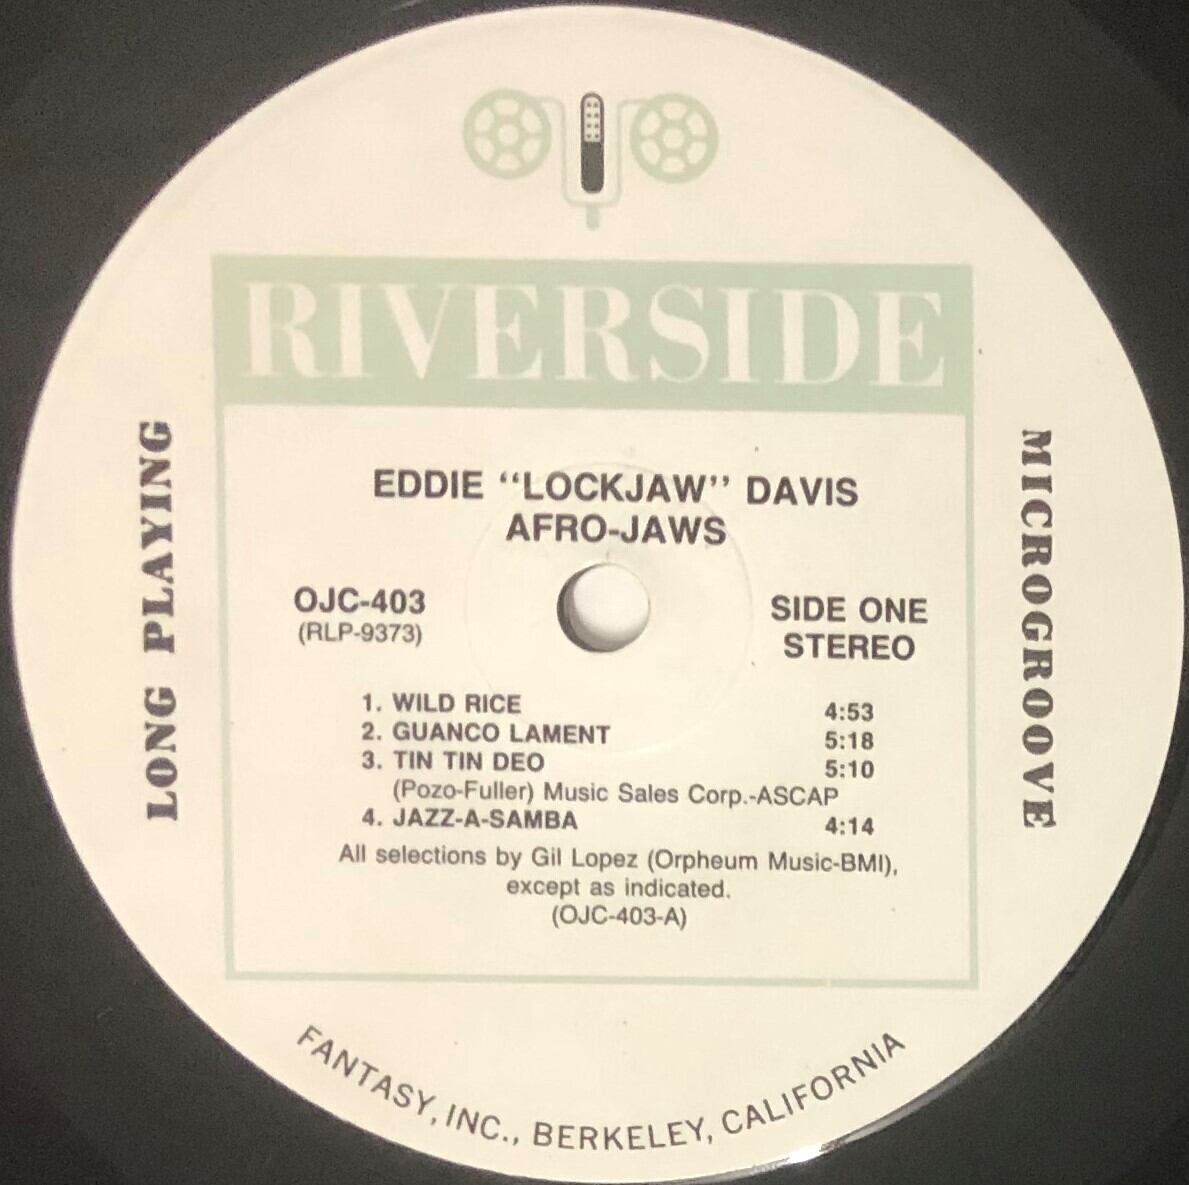 RIVERSIDE
LONG PLAYING
MICROGROOVE
EDDIE "LOCKJAW" DAVIS
AFRO-JAWS
OJC-403
(RLP-9373)
SIDE ONE
STEREO
1. WILD RICE 4:53
2. GUANCO LAMENT 5:18
3. TIN TIN DEO 5:10
(Pozo-Fuller) Music Sales Corp.-ASCAP
4. JAZZ-A-SAMBA 4:14
All selections by Gil Lopez (Orpheum Music-BMI),
except as indicated.
(OJC-403-A)
FANTASY, INC., BERKELEY, CALIFORNIA